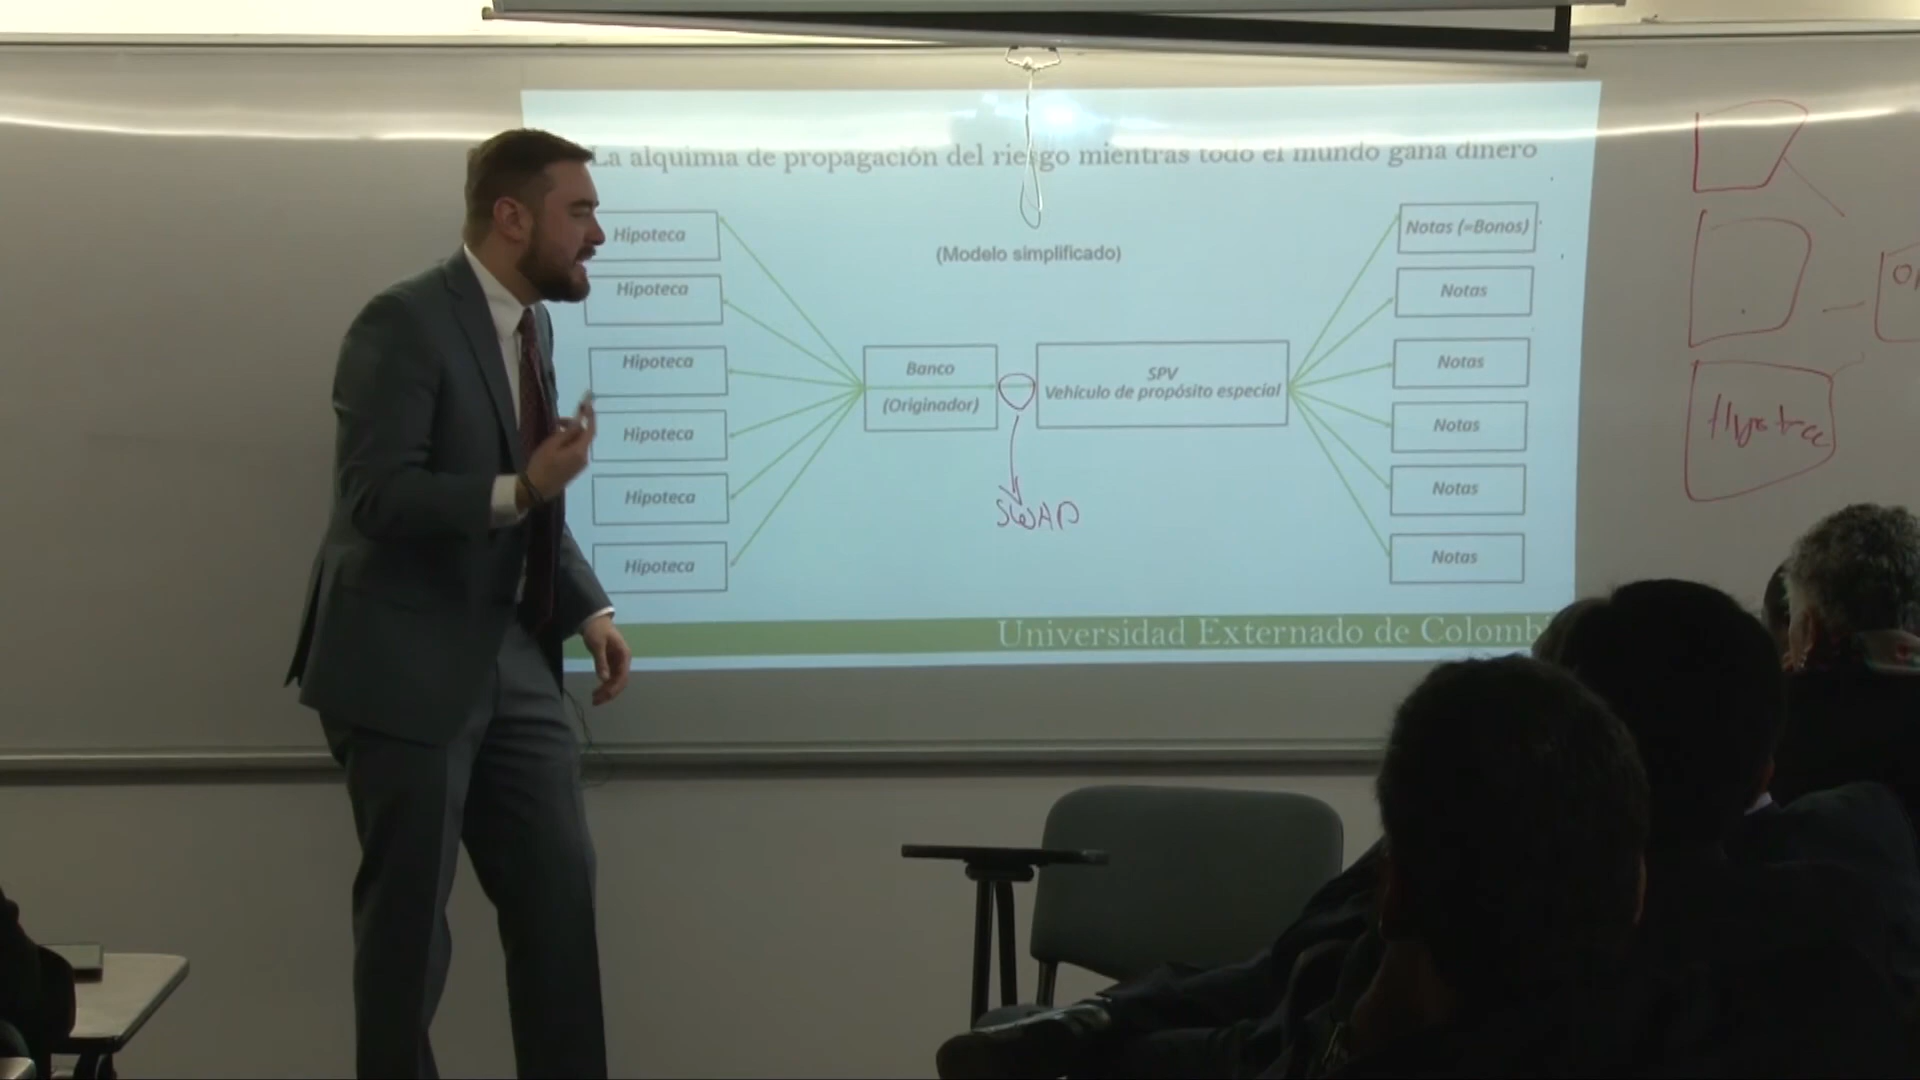 La alquimia de propagación del riesgo mientras todo el mundo gana dinero
(Modelo simplificado)
Hipoteca
Hipoteca
Hipoteca
Hipoteca
Hipoteca
Hipoteca
Banco
(Originador)
SPV
Vehículo de propósito especial
SWAP
Notas (=Bonos)
Notas
Notas
Notas
Notas
Notas
Universidad Externado de Colombi